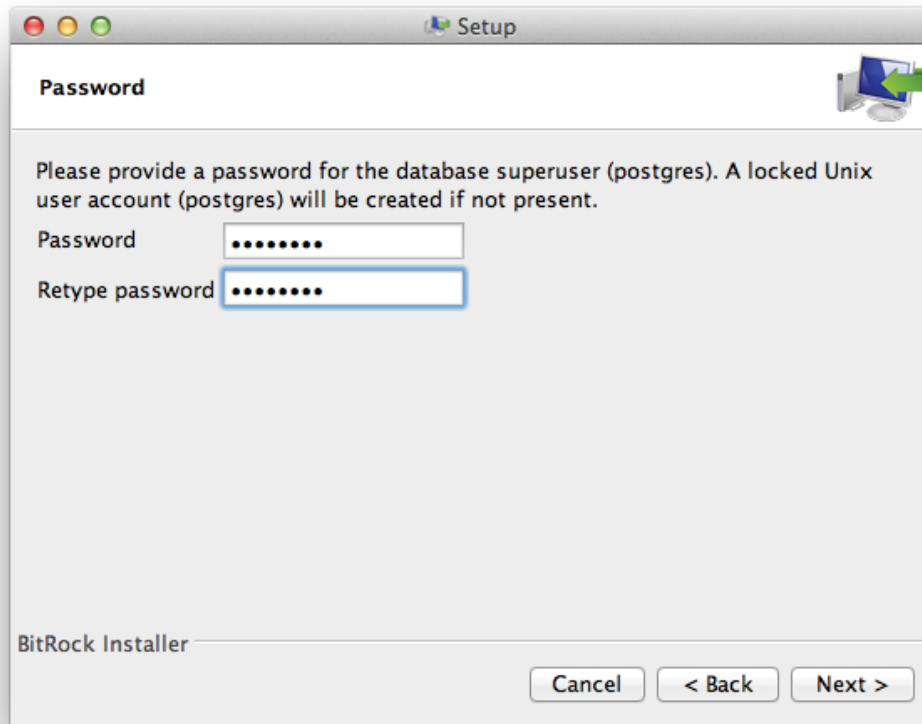 Setup
Password
Please provide a password for the database superuser (postgres). A locked Unix
user account (postgres) will be created if not present.
Password ••••••••
Retype password ••••••••
BitRock Installer
Cancel < Back Next >